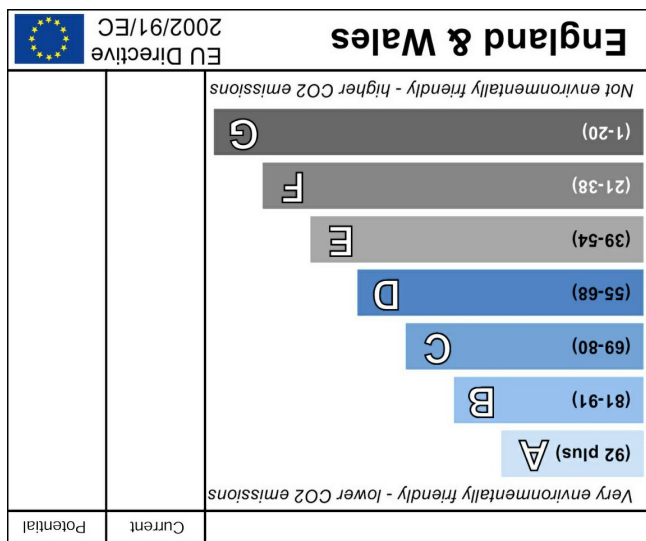 Current Potential
Very environmentally friendly - lower CO2 emissions
(92 plus) A
(81-91) B
(69-80) C
(55-68) D
(39-54) E
(21-38) F
(1-20) G
Not environmentally friendly - higher CO2 emissions
England & Wales
EU Directive
2002/91/EC